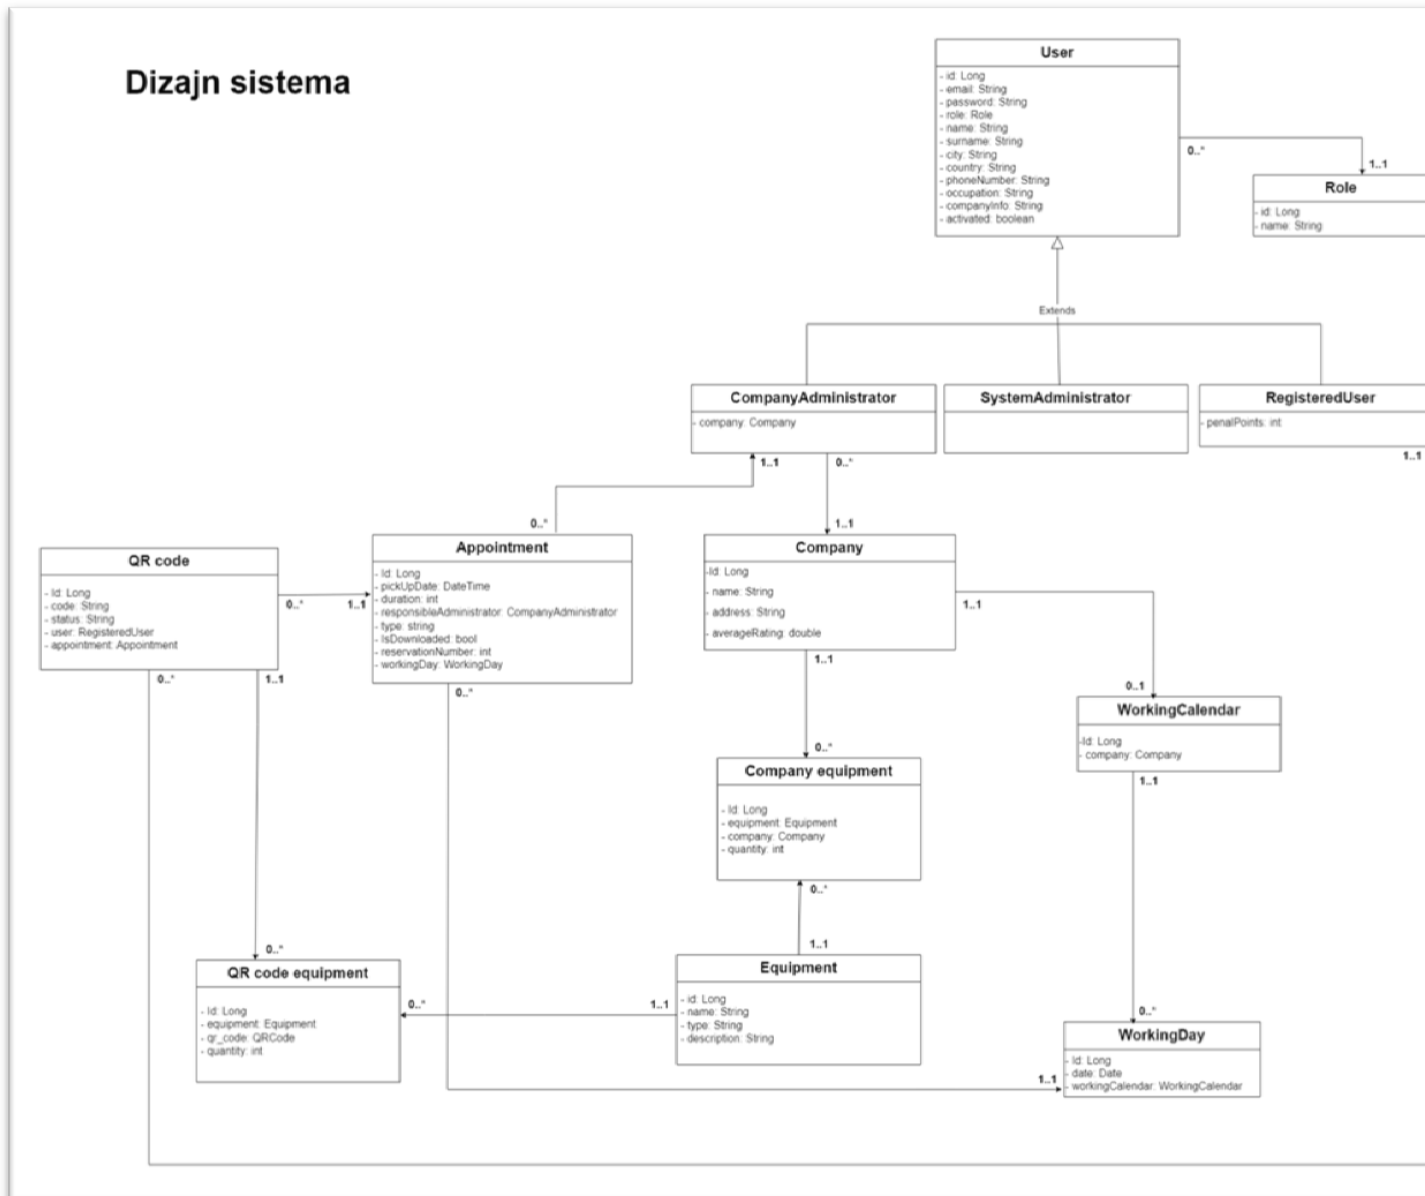 Dizajn sistema
User
- id: Long
- email: String
- password: String
- role: Role
- name: String
- surname: String
- city: String
- country: String
- phoneNumber: String
- occupation: String
- companyInfo: String
- activated: boolean
0..*
1..1
Role
- id: Long
- name: String
Extends
CompanyAdministrator
- company: Company
SystemAdministrator
RegisteredUser
- penalPoints: int
1..1
1..1
0..*
0..*
1..1
QR code
- Id: Long
- code: String
- status: String
- user: RegisteredUser
- appointment: Appointment
0..*
1..1
Appointment
- Id: Long
- pickUpDate: DateTime
- duration: int
- responsibleAdministrator: CompanyAdministrator
- type: string
- IsDownloaded: bool
- reservationNumber: int
- workingDay: WorkingDay
Company
-Id: Long
- name: String
- address: String
- averageRating: double
1..1
0..*
1..1
0..*
1..1
0..1
WorkingCalendar
-Id: Long
- company: Company
1..1
0..*
Company equipment
- Id: Long
- equipment: Equipment
- company: Company
- quantity: int
0..*
1..1
0..*
QR code equipment
- Id: Long
- equipment: Equipment
- qr_code: QRCode
- quantity: int
0..*
1..1
Equipment
- id: Long
- name: String
- type: String
- description: String
0..*
WorkingDay
- Id: Long
- date: Date
- workingCalendar: WorkingCalendar
1..1